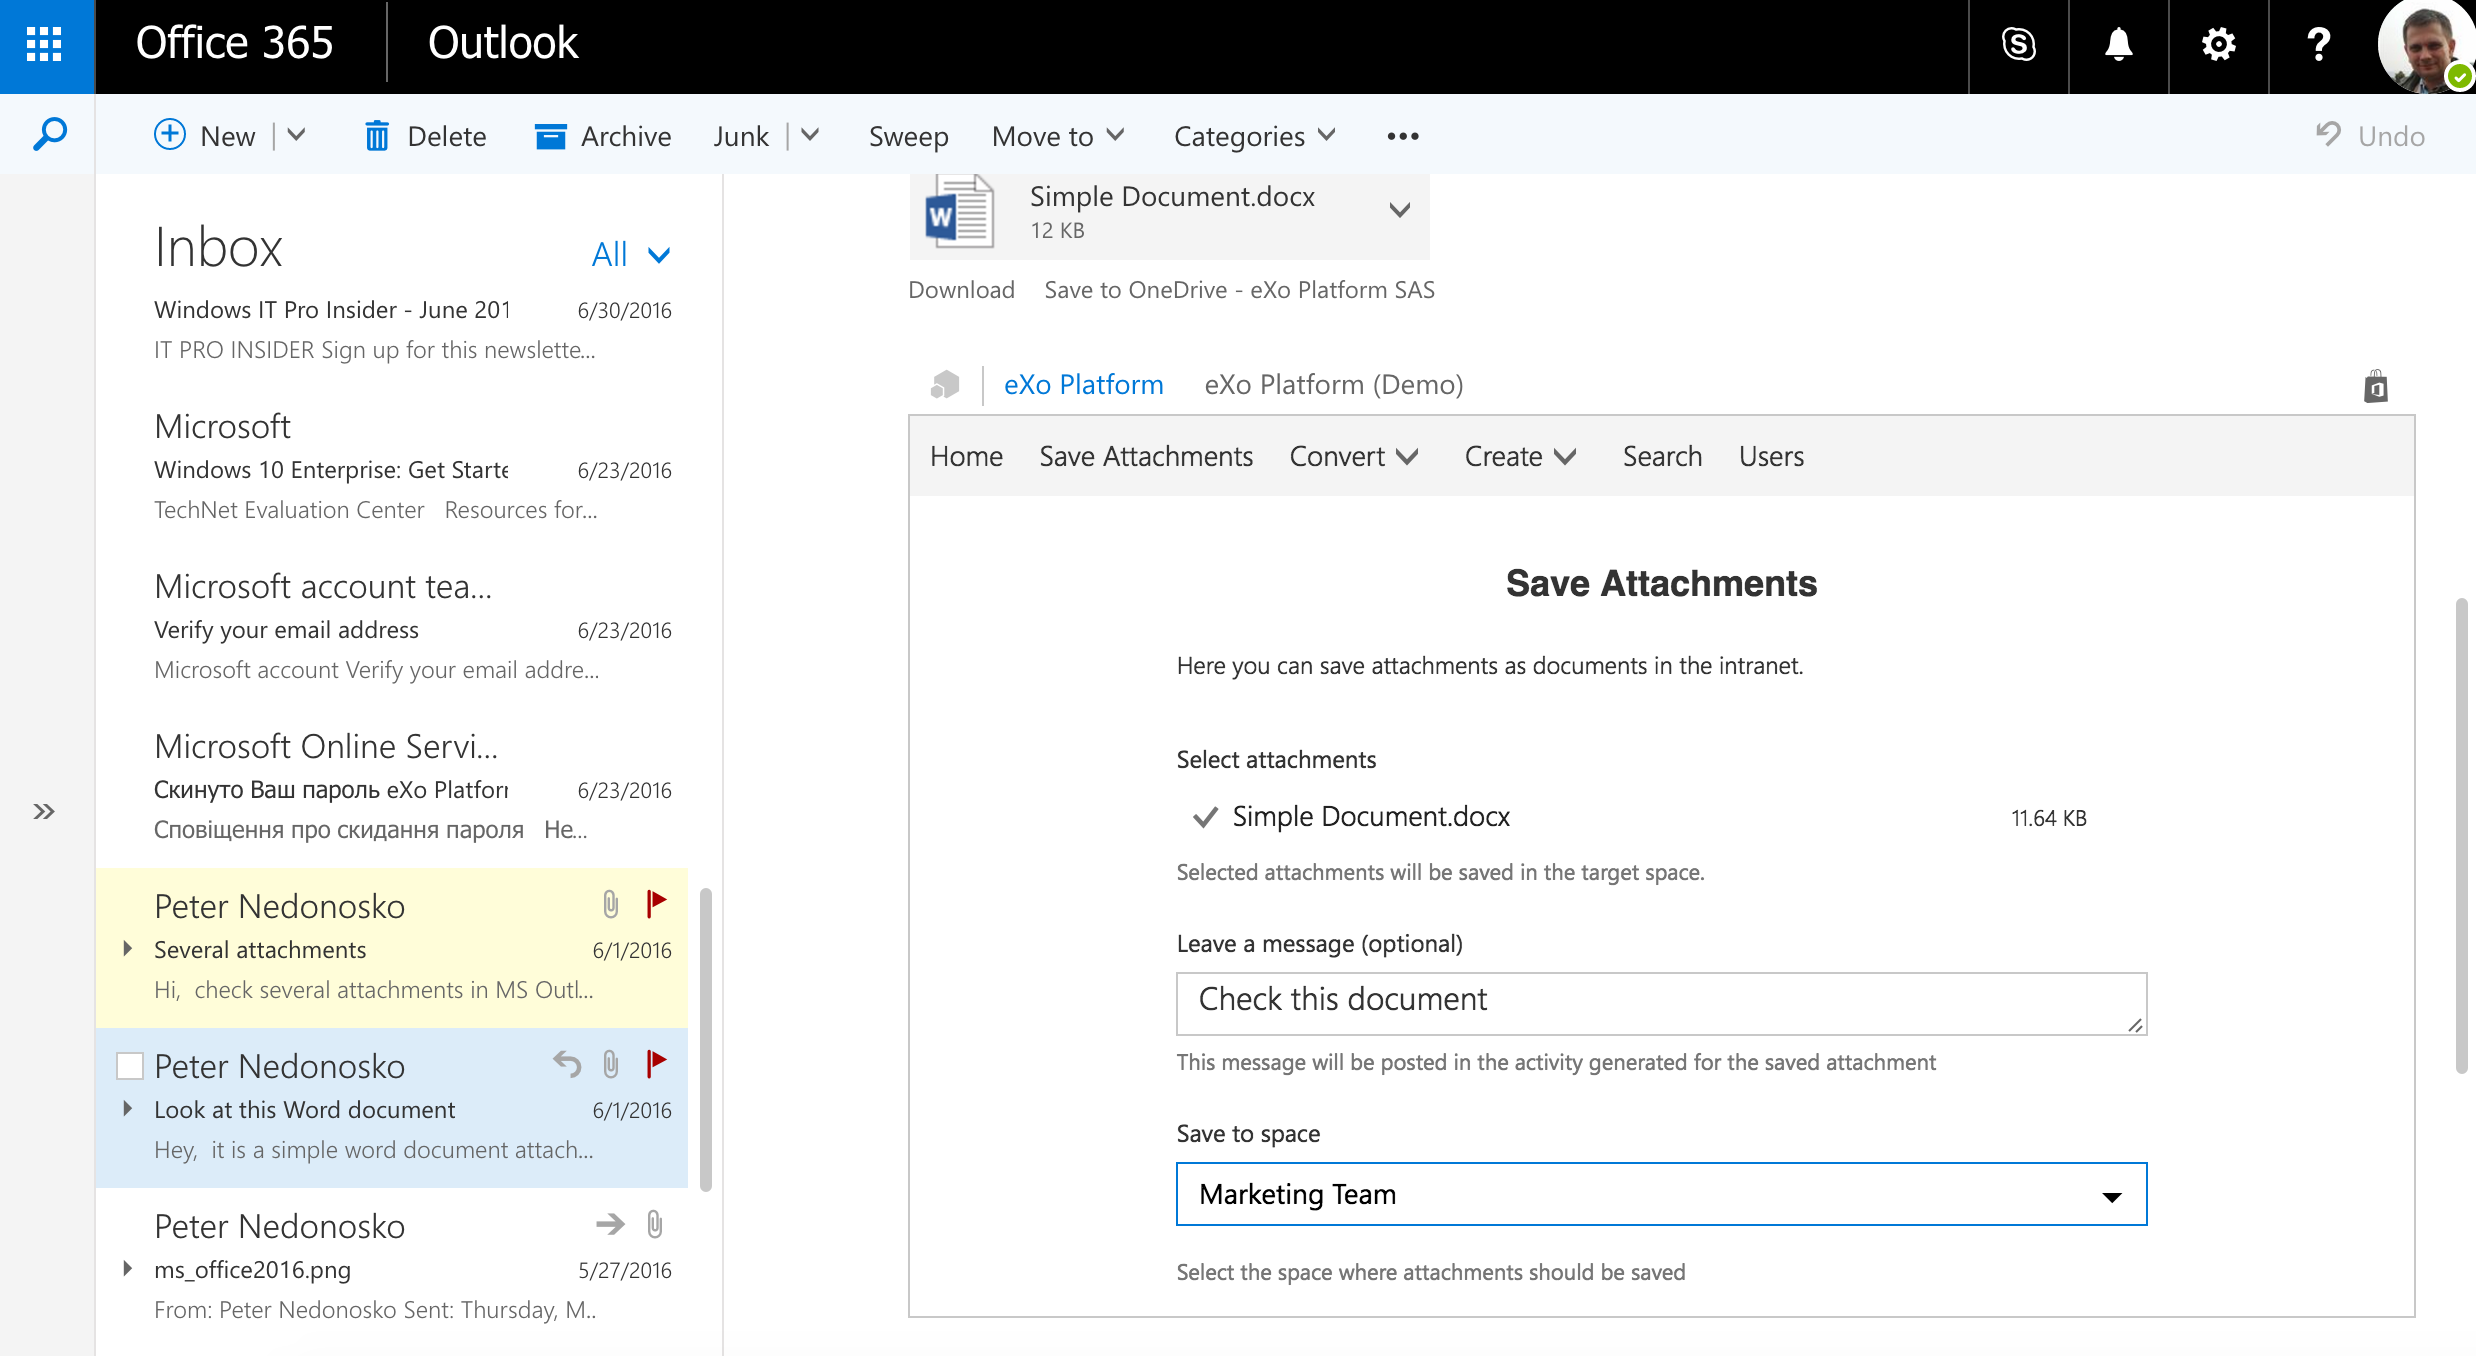 Office 365 Outlook
New Delete Archive Junk Sweep Move to Categories Undo
Inbox All
Windows IT Pro Insider - June 201 6/30/2016
IT PRO INSIDER Sign up for this newslette...
Microsoft
Windows 10 Enterprise: Get Starte 6/23/2016
TechNet Evaluation Center Resources for...
Microsoft account tea...
Verify your email address 6/23/2016
Microsoft account Verify your email addre...
Microsoft Online Servi...
Скинуто Ваш пароль eXo Platfor 6/23/2016
Сповіщення про скидання пароля Не...
Peter Nedonosko
Several attachments 6/1/2016
Hi, check several attachments in MS Outl...
Peter Nedonosko
Look at this Word document 6/1/2016
Hey, it is a simple word document attach...
Peter Nedonosko
ms_office2016.png 5/27/2016
From: Peter Nedonosko Sent: Thursday, M..
W
Simple Document.docx
12 KB
Download Save to OneDrive - eXo Platform SAS
eXo Platform eXo Platform (Demo)
Home Save Attachments Convert Create Search Users
Save Attachments
Here you can save attachments as documents in the intranet.
Select attachments
Simple Document.docx 11.64 KB
Selected attachments will be saved in the target space.
Leave a message (optional)
Check this document
This message will be posted in the activity generated for the saved attachment
Save to space
Marketing Team
Select the space where attachments should be saved